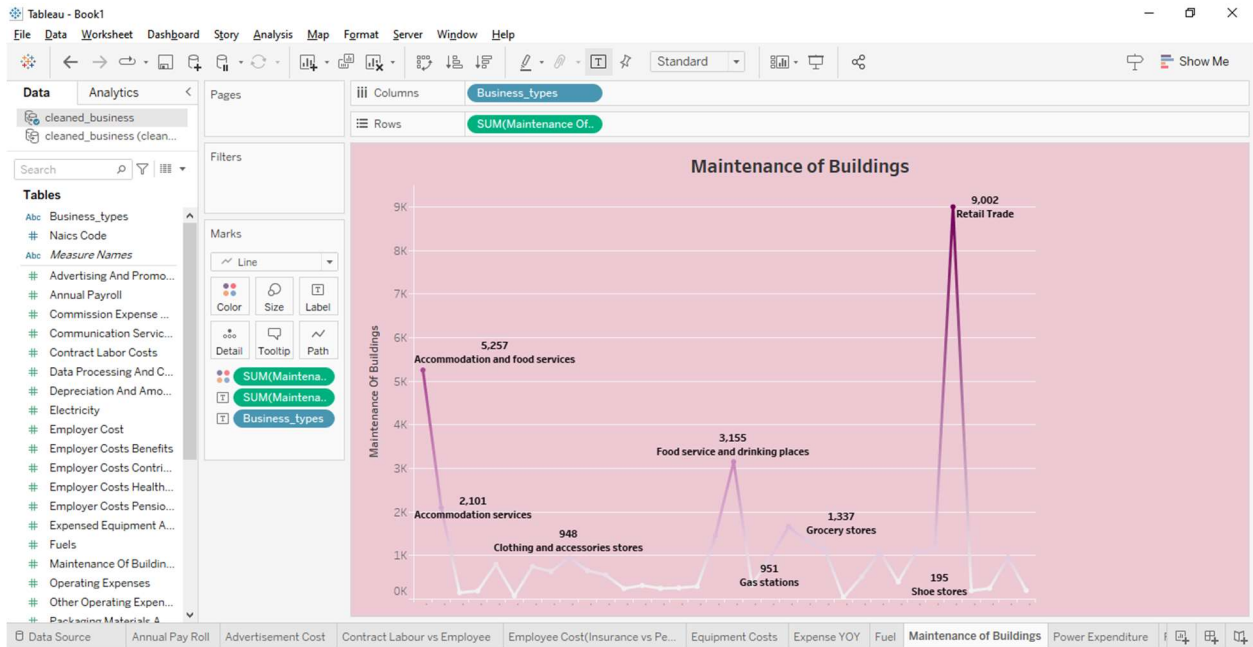 Tableau - Book1
File Data Worksheet Dashboard Story Analysis Map Format Server Window Help
Standard
Show Me
Data Analytics
cleaned_business
cleaned_business (clean...
Search
Tables
Abc Business_types
# Naics Code
Abc Measure Names
# Advertising And Promo...
# Annual Payroll
# Commission Expense ...
# Communication Servic...
# Contract Labor Costs
# Data Processing And C...
# Depreciation And Amo...
# Electricity
# Employer Cost
# Employer Costs Benefits
# Employer Costs Contri...
# Employer Costs Health...
# Employer Costs Pensio...
# Expensed Equipment A...
# Fuels
# Maintenance Of Buildin...
# Operating Expenses
# Other Operating Expen...
# Packaging Materials A...
Pages
Filters
Marks
Line
Color Size Label
Detail Tooltip Path
SUM(Maintena..
T SUM(Maintena..
T Business_types
Columns Business_types
Rows SUM(Maintenance Of..
Maintenance of Buildings
Maintenance Of Buildings
9K
8K
7K
6K
5K
4K
3K
2K
1K
0K
9,002
Retail Trade
5,257
Accommodation and food services
3,155
Food service and drinking places
2,101
Accommodation services
1,337
Grocery stores
948
Clothing and accessories stores
951
Gas stations
195
Shoe stores
Data Source Annual Pay Roll Advertisement Cost Contract Labour vs Employee Employee Cost(Insurance vs Pe... Equipment Costs Expense YOY Fuel Maintenance of Buildings Power Expenditure